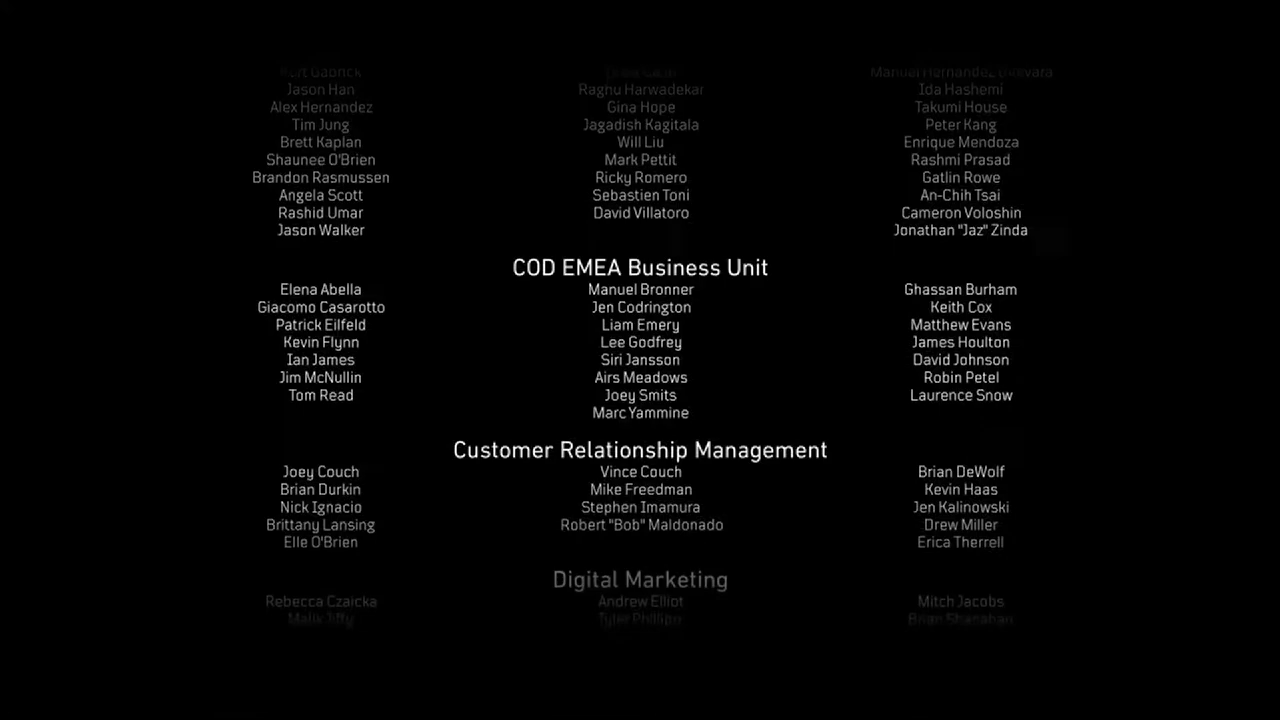 Jason Han Raghu Harwadekar Ida Hashemi
Alex Hernandez Gina Hope Takumi House
Tim Jung Jagadish Kagitala Peter Kang
Brett Kaplan Will Liu Enrique Mendoza
Shaunee O'Brien Mark Pettit Rashmi Prasad
Brandon Rasmussen Ricky Romero Gatlin Rowe
Angela Scott Sebastien Toni An-Chih Tsai
Rashid Umar David Villatoro Cameron Voloshin
Jason Walker Jonathan "Jaz" Zinda
COD EMEA Business Unit
Elena Abella Manuel Bronner Ghassan Burham
Giacomo Casarotto Jen Codrington Keith Cox
Patrick Eilfeld Liam Emery Matthew Evans
Kevin Flynn Lee Godfrey James Houlton
Ian James Siri Jansson David Johnson
Jim McNullin Airs Meadows Robin Petel
Tom Read Joey Smits Laurence Snow
Marc Yammine
Customer Relationship Management
Joey Couch Vince Couch Brian DeWolf
Brian Durkin Mike Freedman Kevin Haas
Nick Ignacio Stephen Imamura Jen Kalinowski
Brittany Lansing Robert "Bob" Maldonado Drew Miller
Elle O'Brien Erica Therrell
Digital Marketing
Rebecca Czaicka Andrew Elliot Mitch Jacobs
Malik Jiffy Tyler Phillipp Brian Shanahan